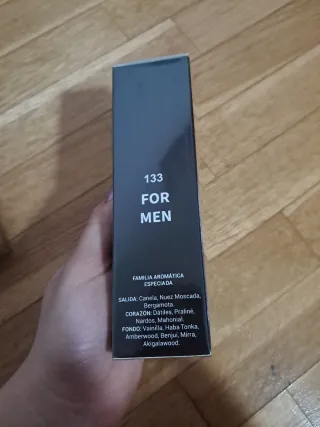 133
FOR
MEN
FAMILIA AROMÁTICA
ESPECIADA
SALIDA: Canela, Nuez Moscada,
Bergamota.
CORAZÓN: Dátiles, Praliné,
Nardos, Mahonial.
FONDO: Vainilla, Haba Tonka,
Amberwood, Benjuí, Mirra,
Akigalawood.